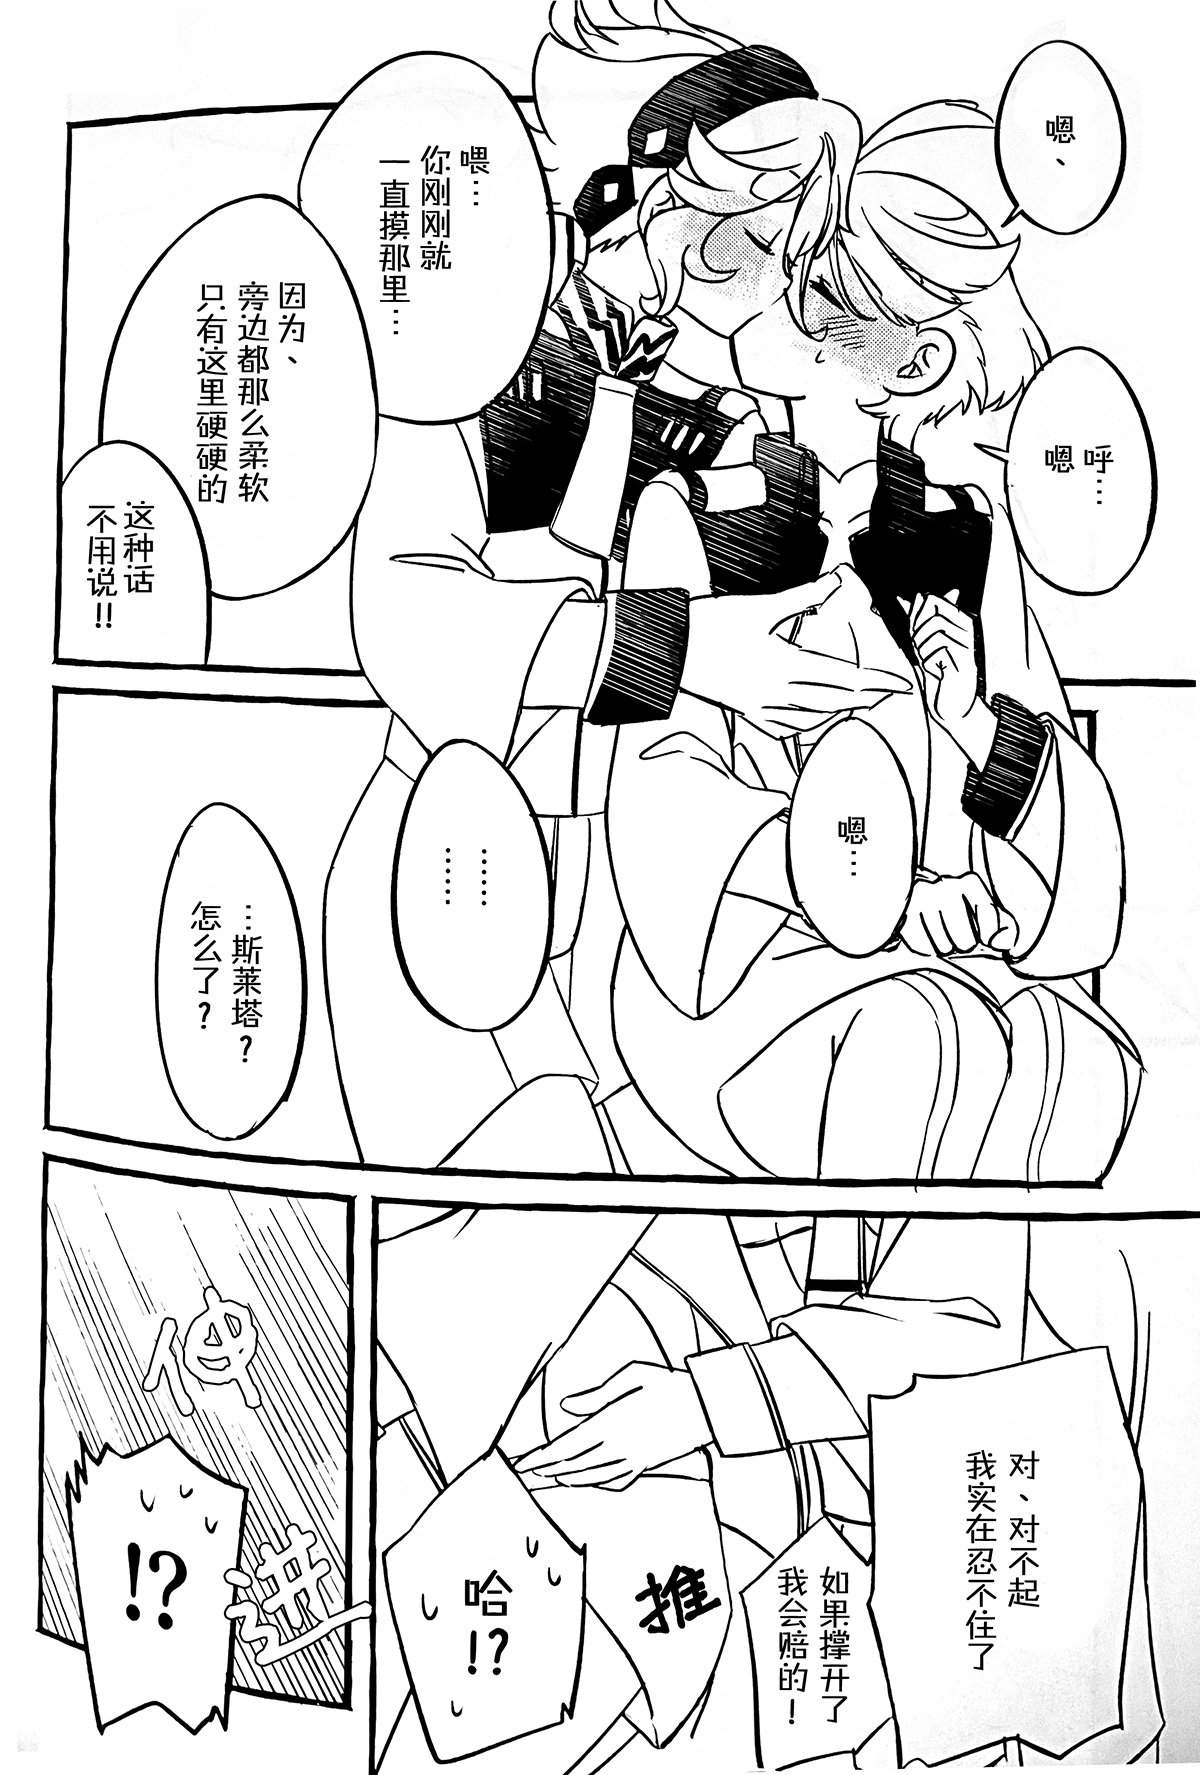 嗯、
呼…
嗯
喂…
你刚刚就
一直摸那里…
因为、
旁边都那么柔软
只有这里硬硬的
这种话
不用说!!
嗯…
……
……
…斯莱塔?
怎么了?
对、对不起
我实在忍不住了
如果撑开了
我会赔的!
推
哈
!?
伸
进
!?